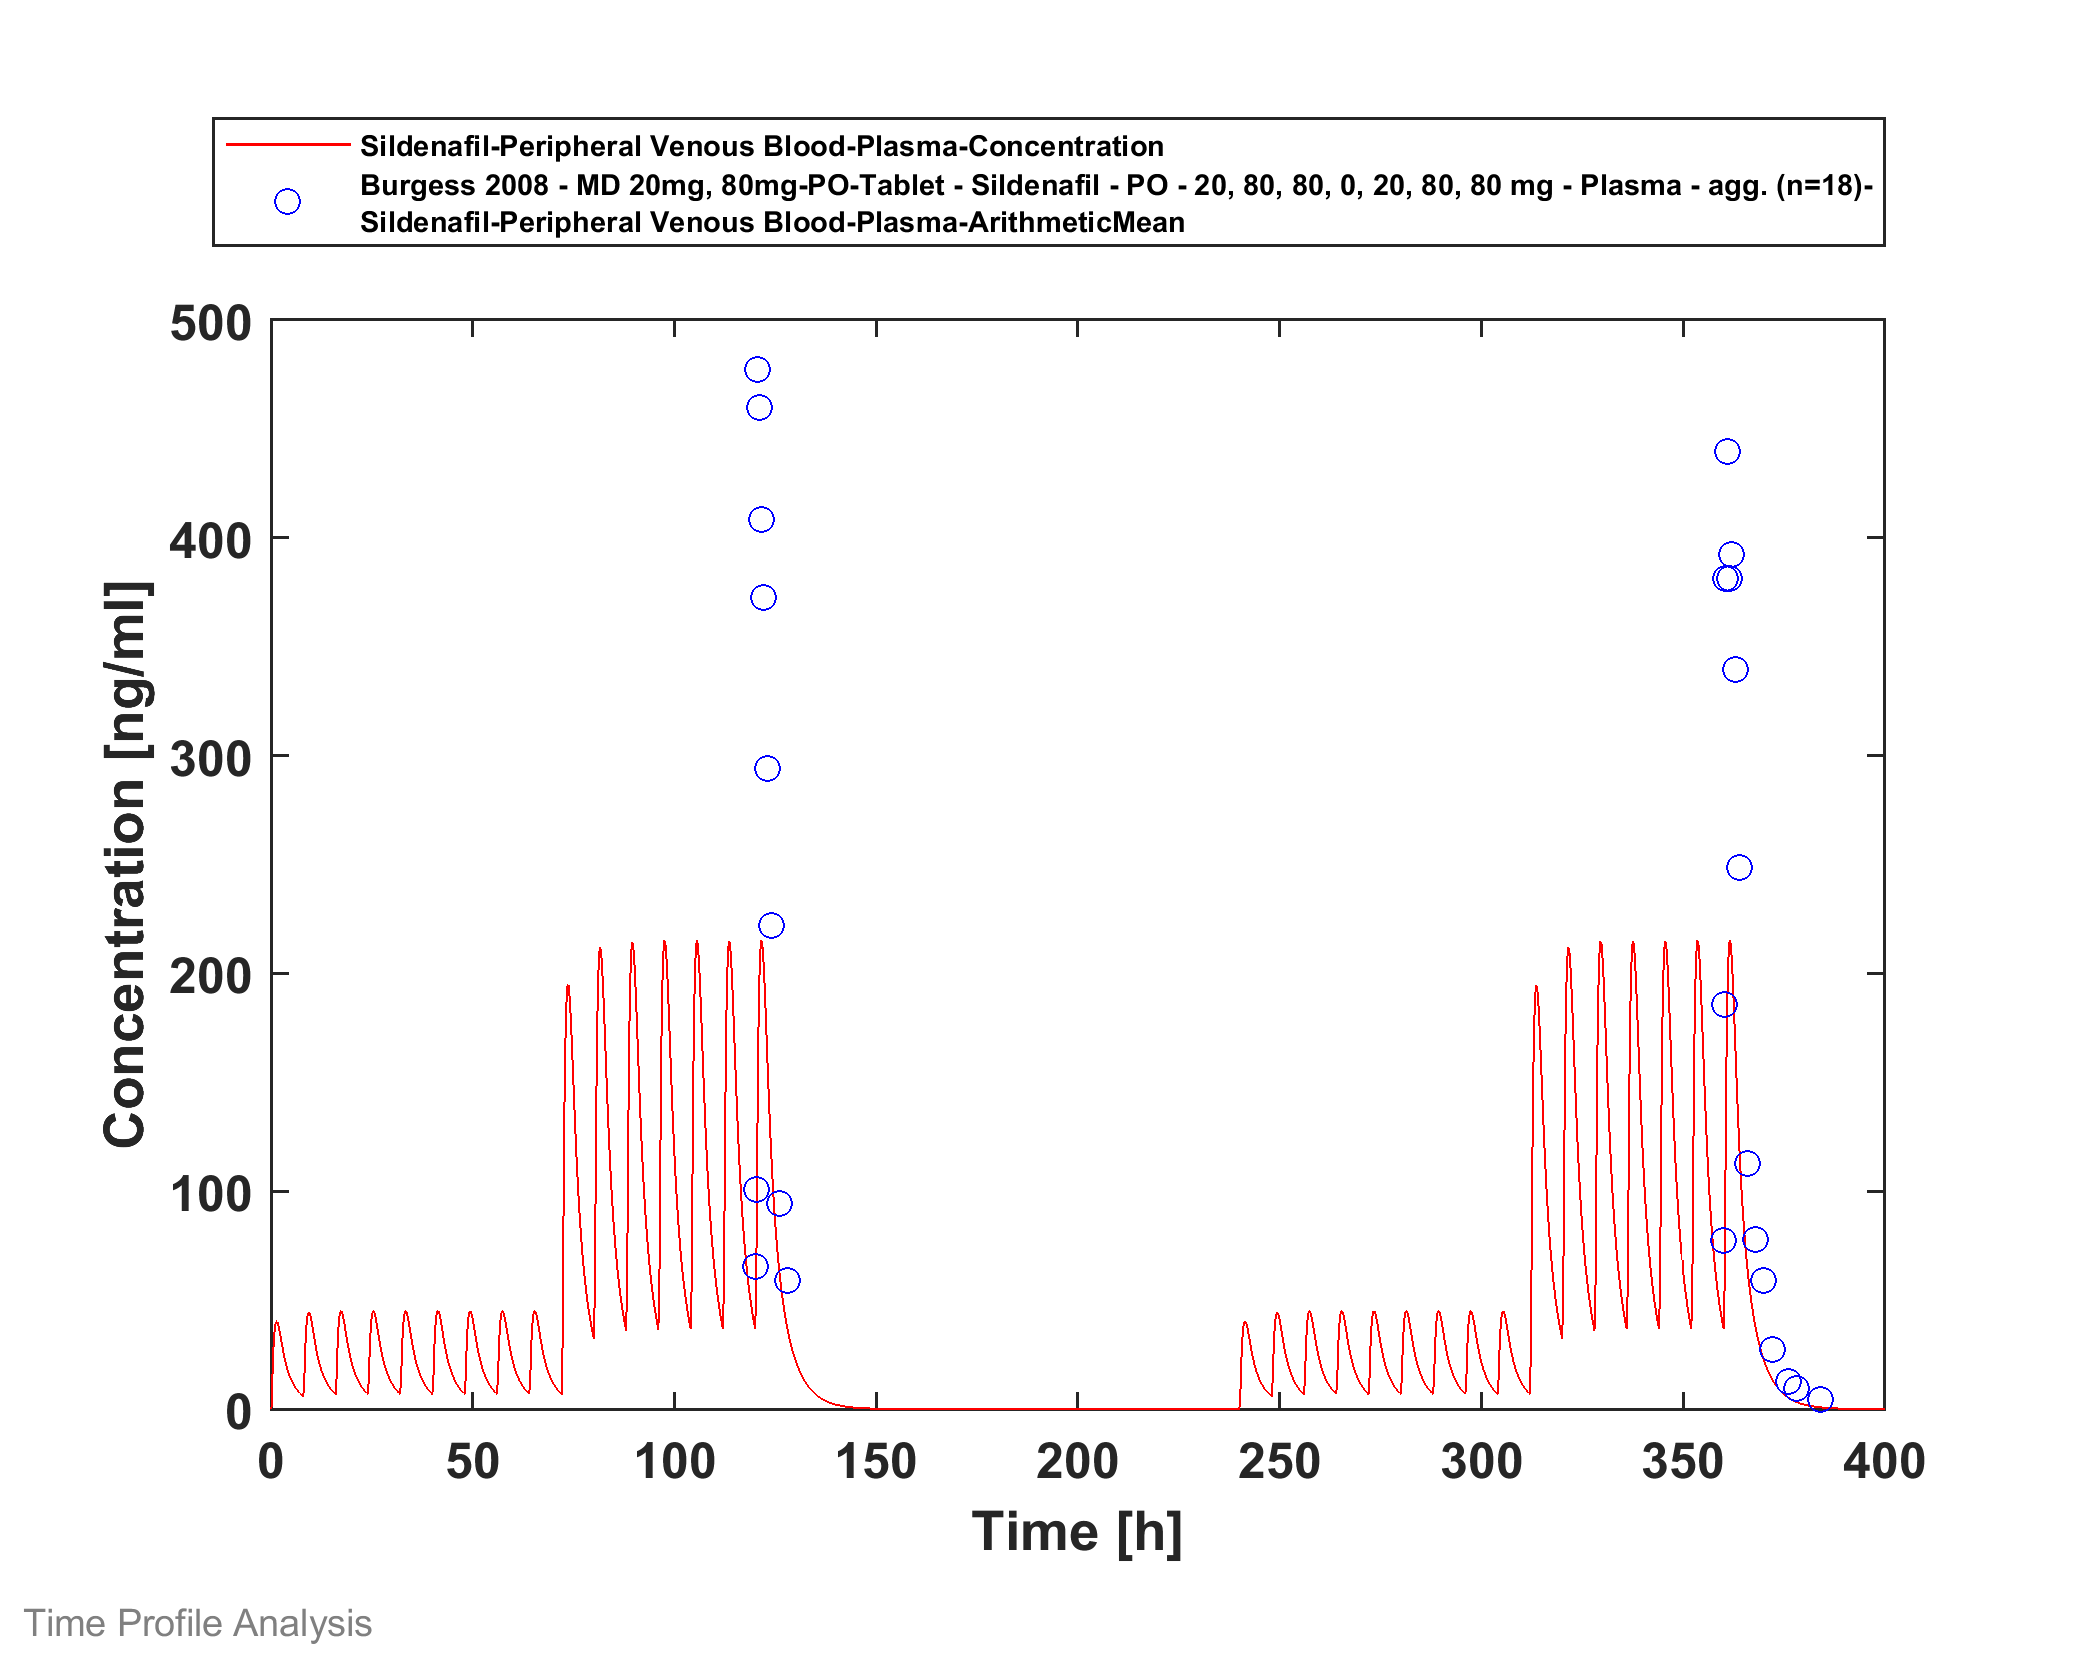 Sildenafil-Peripheral Venous Blood-Plasma-Concentration
Burgess 2008 - MD 20mg, 80mg-PO-Tablet - Sildenafil - PO - 20, 80, 80, 0, 20, 80, 80 mg - Plasma - agg. (n=18)-
Sildenafil-Peripheral Venous Blood-Plasma-ArithmeticMean
500
400
300
200
100
0
Concentration [ng/ml]
0 50 100 150 200 250 300 350 400
Time [h]
Time Profile Analysis